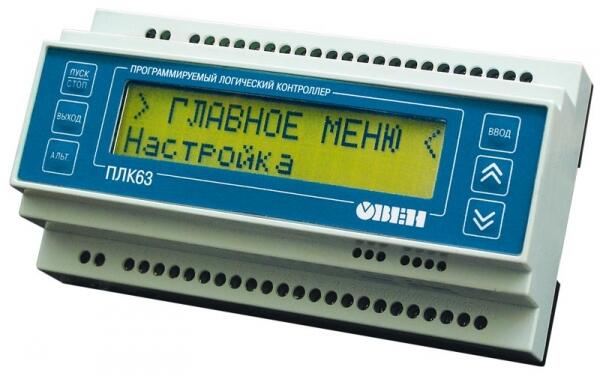 ПРОГРАММИРУЕМЫЙ ЛОГИЧЕСКИЙ КОНТРОЛЛЕР
ПУСК
СТОП
ВЫХОД
АЛЬТ
> ГЛАВНОЕ МЕНЮ <
Настройка
ВВОД
ПЛК63
ОВЕН